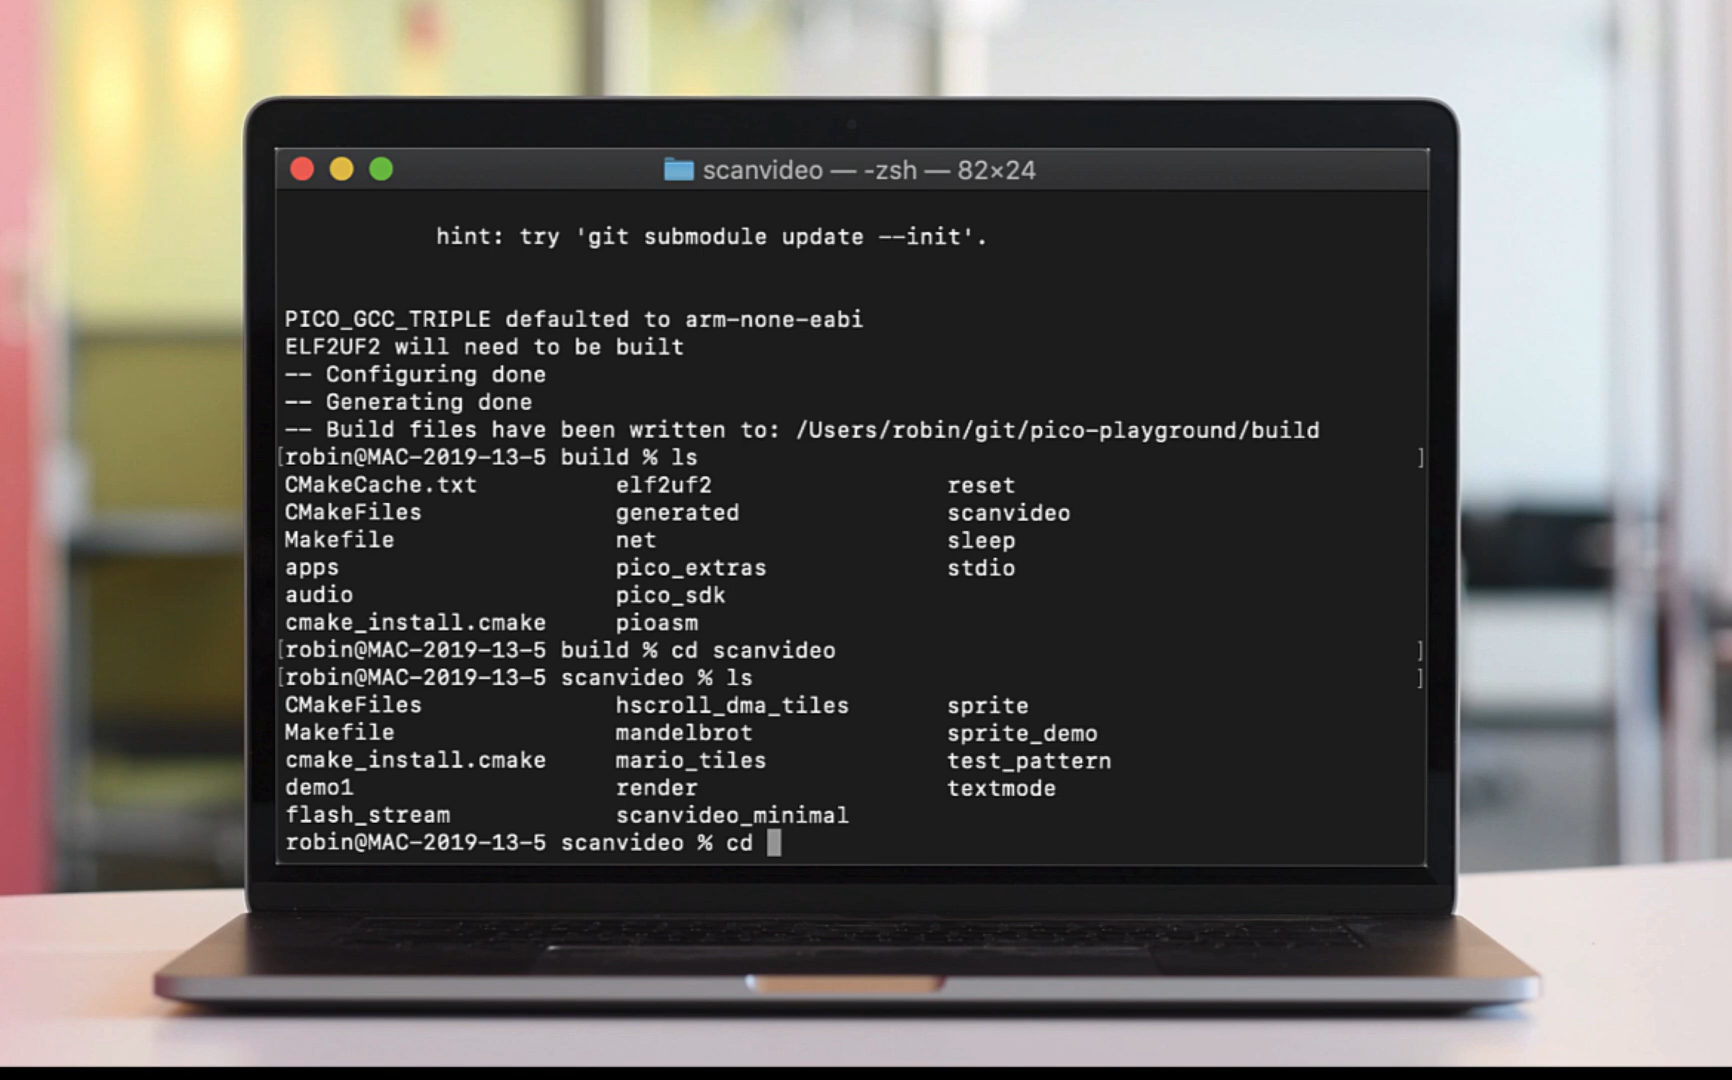 scanvideo — -zsh — 82×24
hint: try 'git submodule update --init'.
PICO_GCC_TRIPLE defaulted to arm-none-eabi
ELF2UF2 will need to be built
-- Configuring done
-- Generating done
-- Build files have been written to: /Users/robin/git/pico-playground/build
[robin@MAC-2019-13-5 build % ls ]
CMakeCache.txt elf2uf2 reset
CMakeFiles generated scanvideo
Makefile net sleep
apps pico_extras stdio
audio pico_sdk
cmake_install.cmake pioasm
[robin@MAC-2019-13-5 build % cd scanvideo ]
[robin@MAC-2019-13-5 scanvideo % ls ]
CMakeFiles hscroll_dma_tiles sprite
Makefile mandelbrot sprite_demo
cmake_install.cmake mario_tiles test_pattern
demo1 render textmode
flash_stream scanvideo_minimal
robin@MAC-2019-13-5 scanvideo % cd